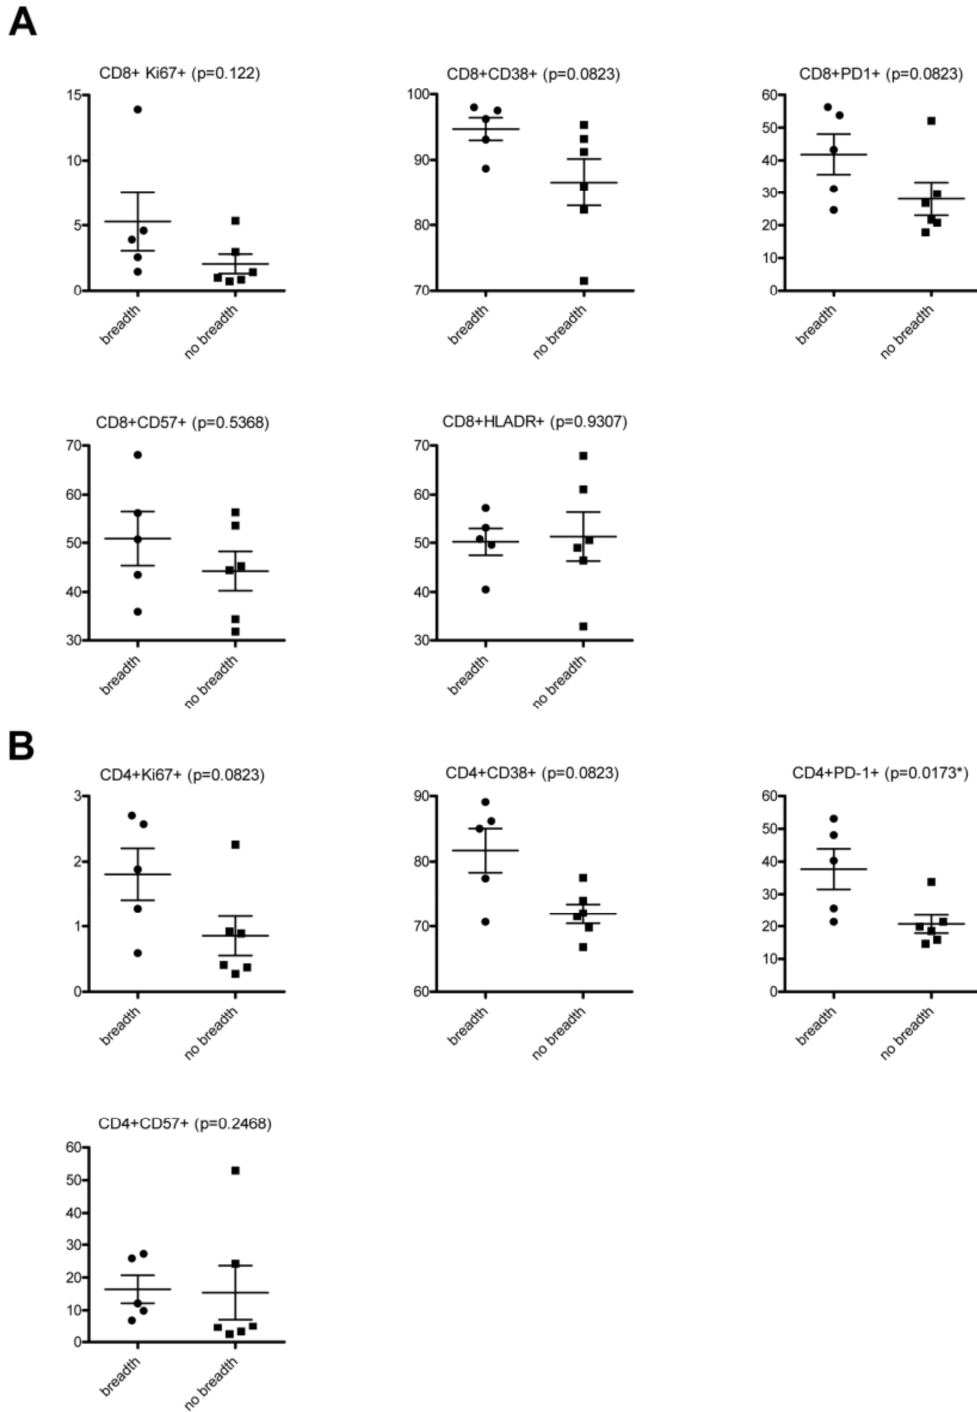 A
CD8+ Ki67+ (p=0.122)
15
10
5
0
breadth
no breadth
CD8+CD38+ (p=0.0823)
100
90
80
70
breadth
no breadth
CD8+PD1+ (p=0.0823)
60
50
40
30
20
10
0
breadth
no breadth
CD8+CD57+ (p=0.5368)
70
60
50
40
30
breadth
no breadth
CD8+HLADR+ (p=0.9307)
70
60
50
40
30
breadth
no breadth
B
CD4+Ki67+ (p=0.0823)
3
2
1
0
breadth
no breadth
CD4+CD38+ (p=0.0823)
90
80
70
60
breadth
no breadth
CD4+PD-1+ (p=0.0173*)
60
50
40
30
20
10
0
breadth
no breadth
CD4+CD57+ (p=0.2468)
60
50
40
30
20
10
0
breadth
no breadth